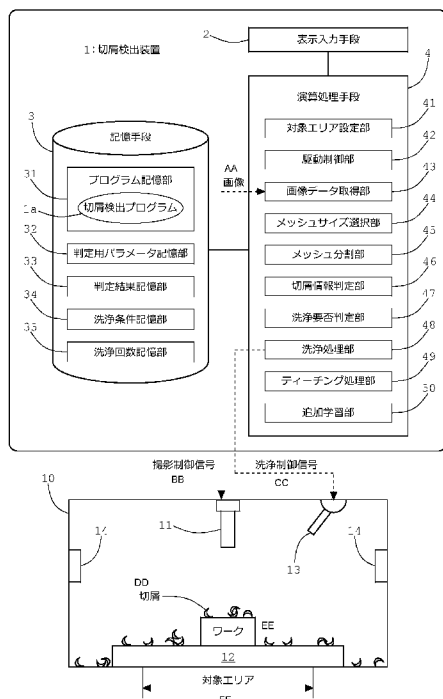 1：切屑検出装置
2
表示入力手段
4
演算処理手段
41
対象エリア設定部
42
駆動制御部
43
画像データ取得部
AA
画像
44
メッシュサイズ選択部
45
メッシュ分割部
46
切屑情報判定部
47
洗浄要否判定部
48
洗浄処理部
49
ティーチング処理部
50
追加学習部
3
記憶手段
31
プログラム記憶部
1a
切屑検出プログラム
32
判定用パラメータ記憶部
33
判定結果記憶部
34
洗浄条件記憶部
35
洗浄回数記憶部
撮影制御信号
BB
洗浄制御信号
CC
10
11
13
14
14
DD
切屑
ワーク
EE
12
対象エリア